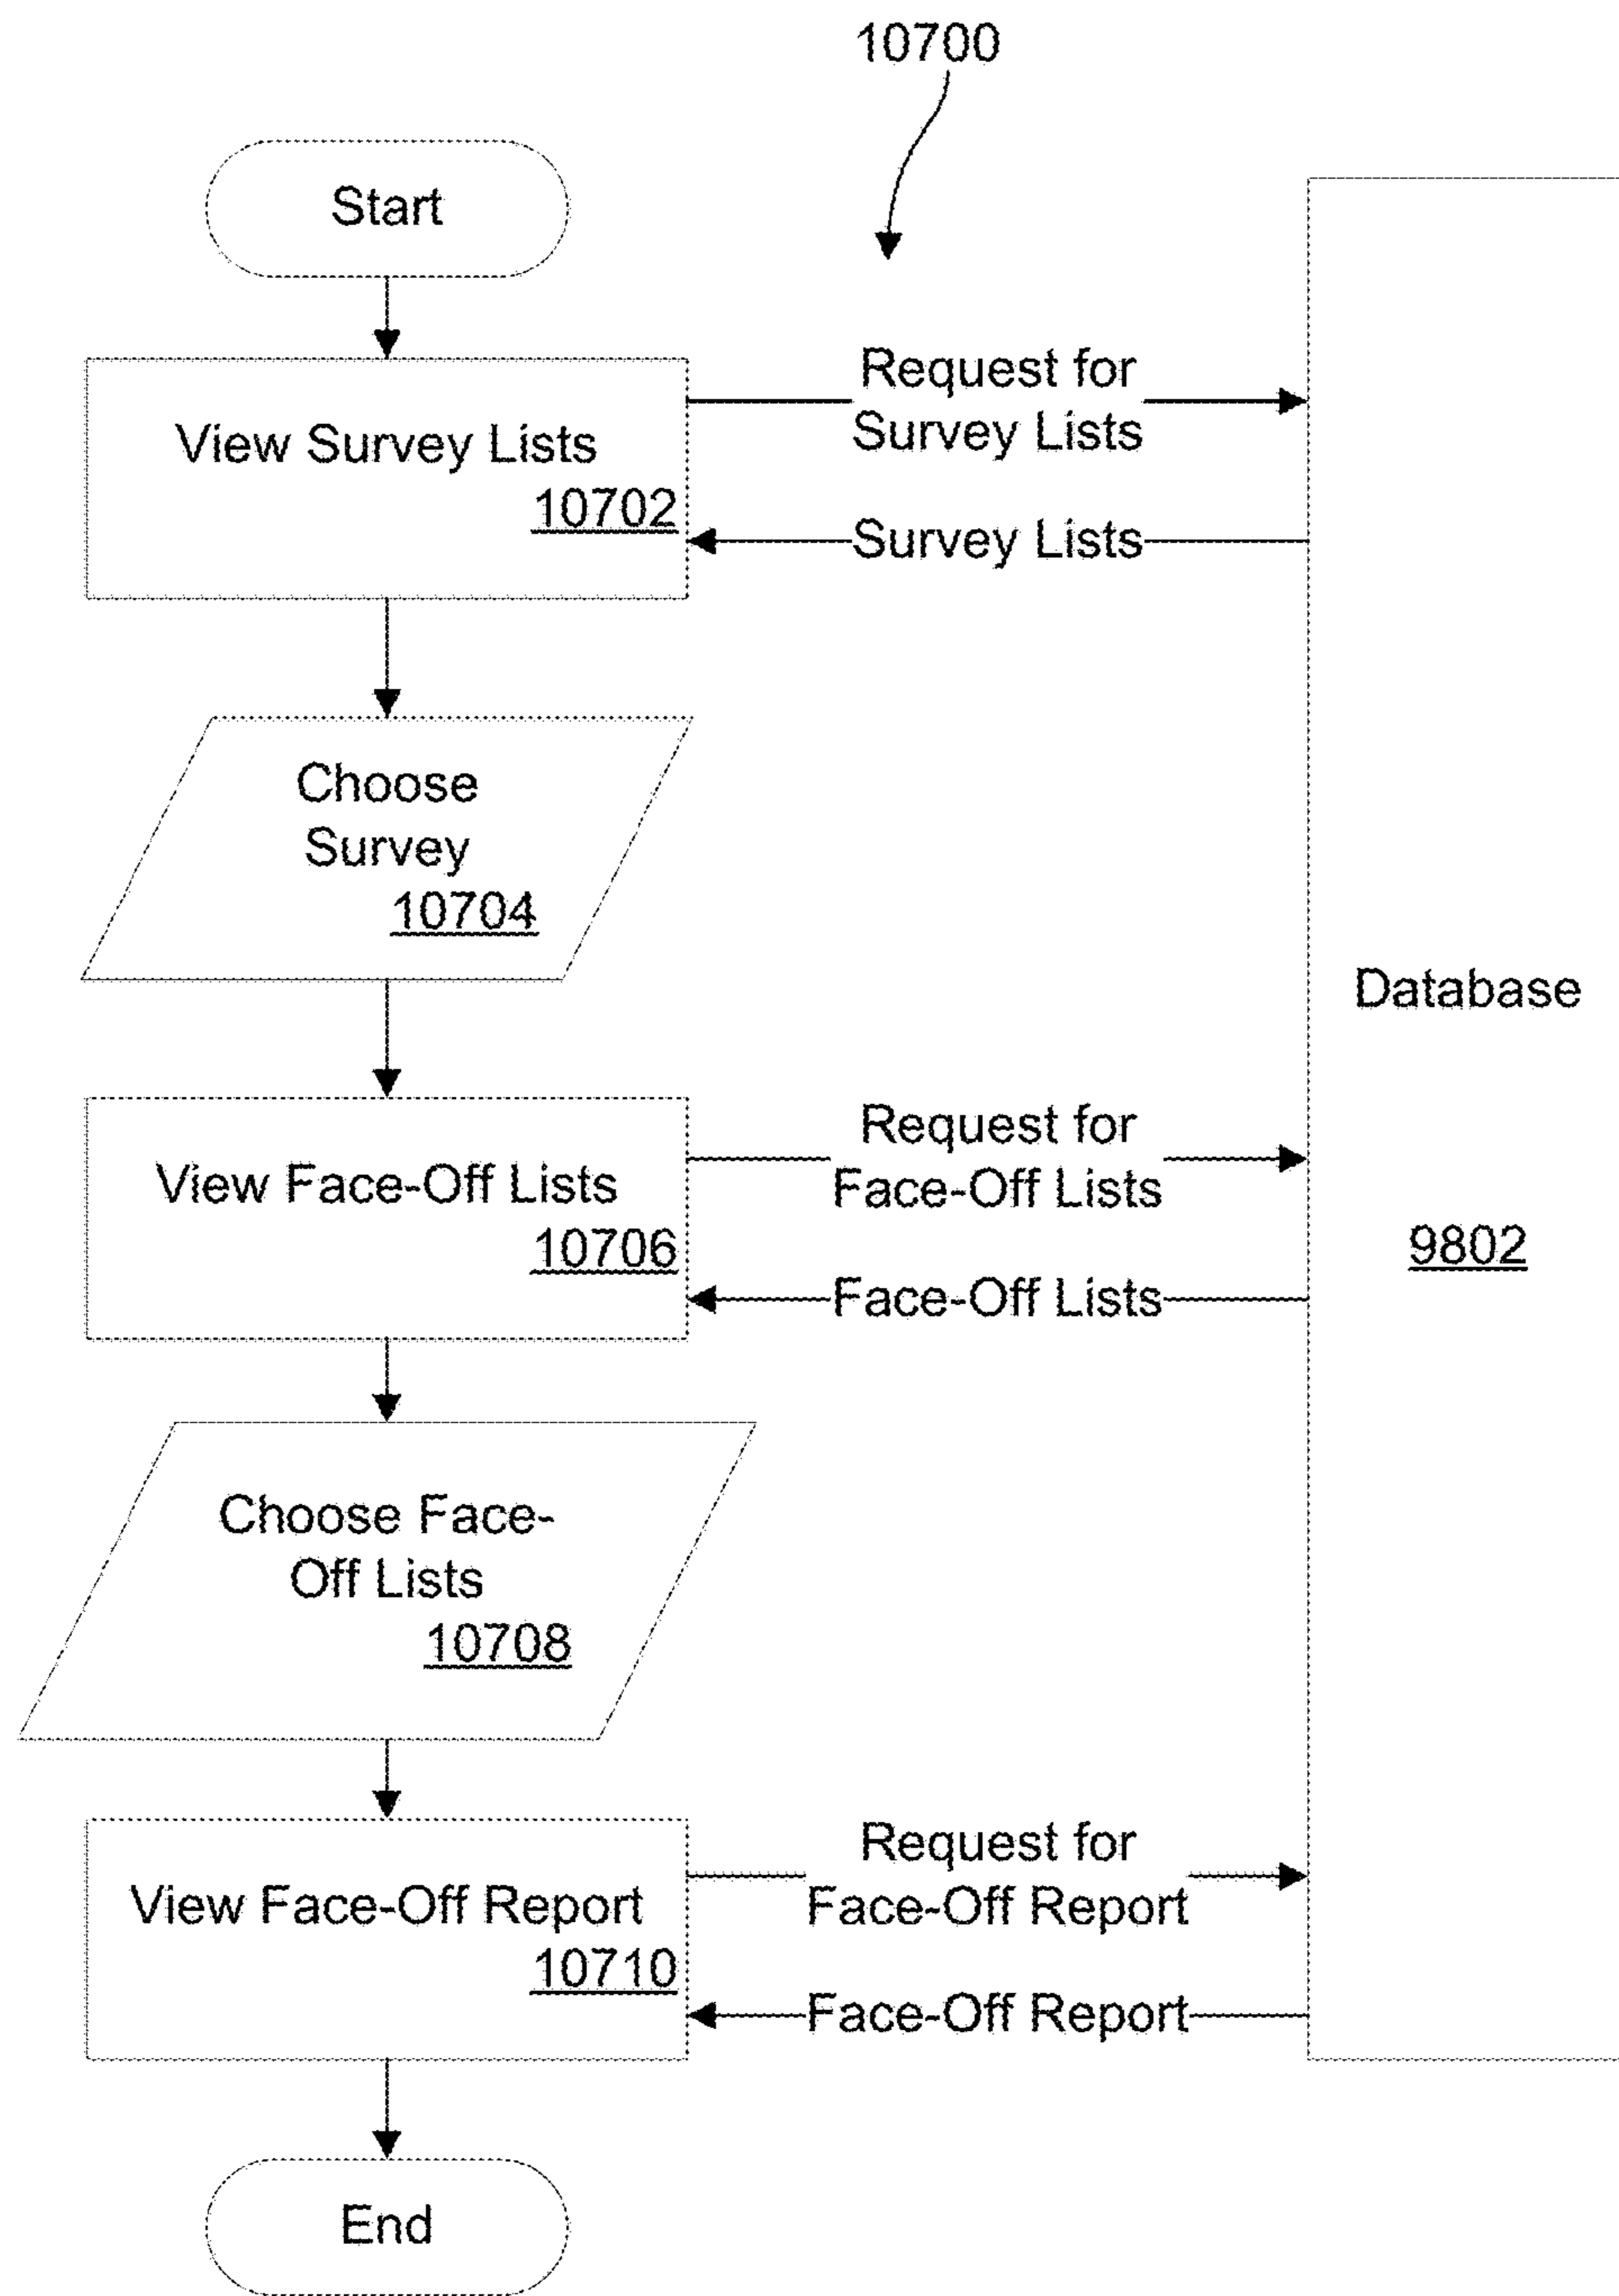 10700
Start
View Survey Lists
10702
Request for
Survey Lists
Survey Lists
Choose
Survey
10704
Database
9802
View Face-Off Lists
10706
Request for
Face-Off Lists
Face-Off Lists
Choose Face-
Off Lists
10708
View Face-Off Report
10710
Request for
Face-Off Report
Face-Off Report
End